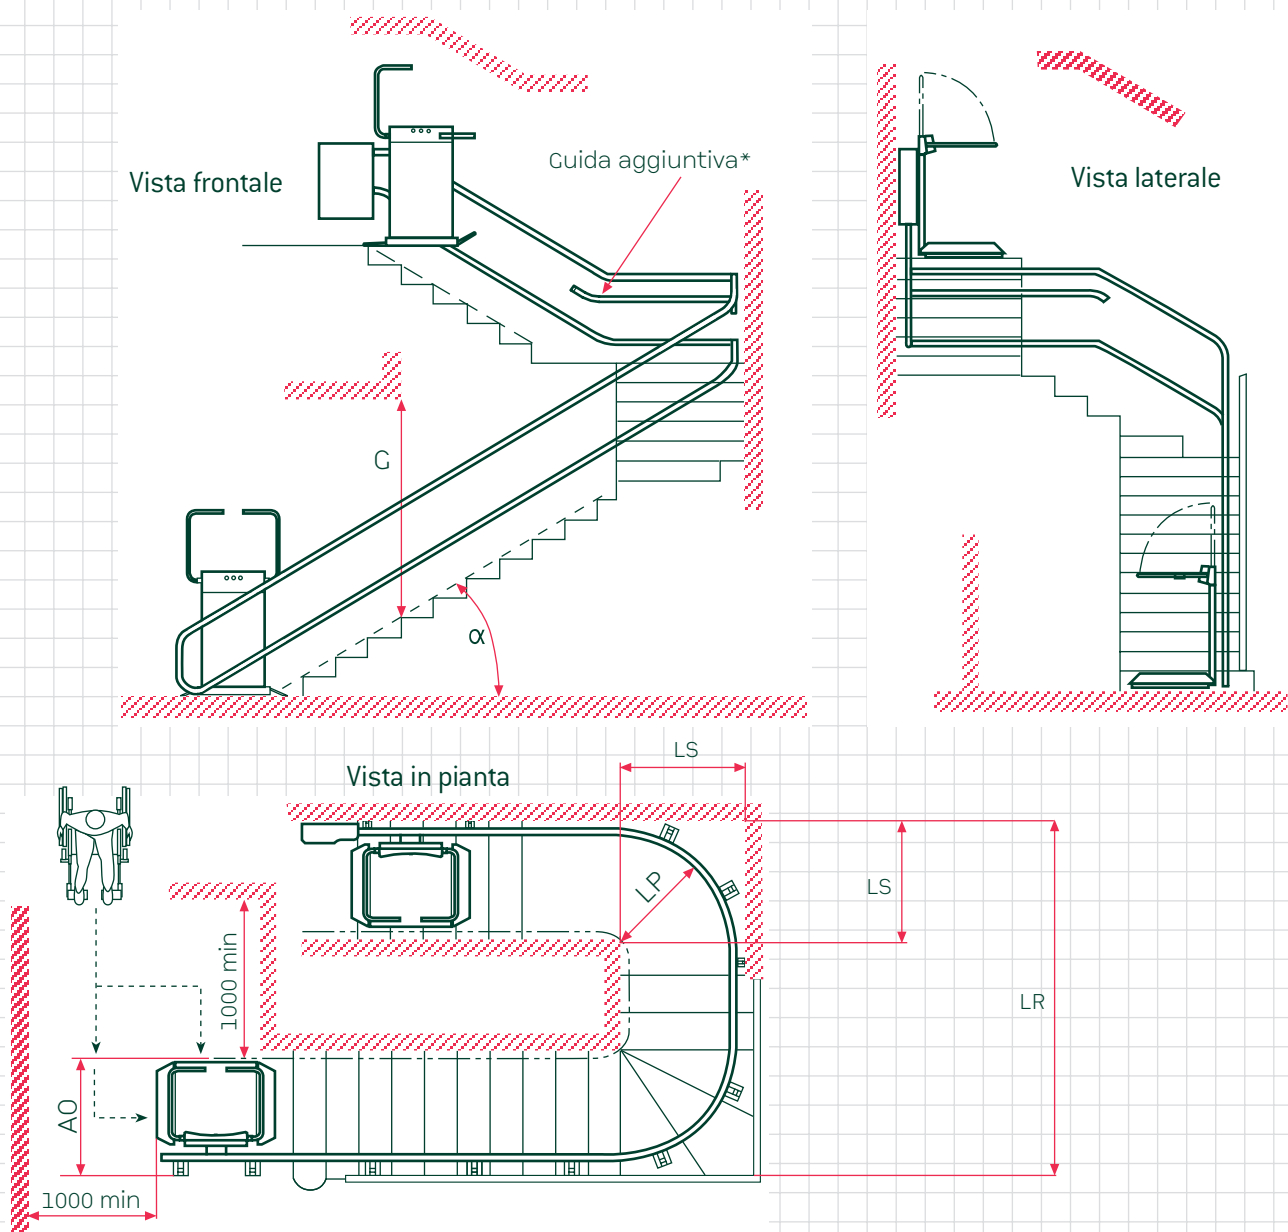 Vista frontale
Guida aggiuntiva*
Vista laterale
G
α
Vista in pianta
LS
LP
LS
1000 min
LR
AO
1000 min